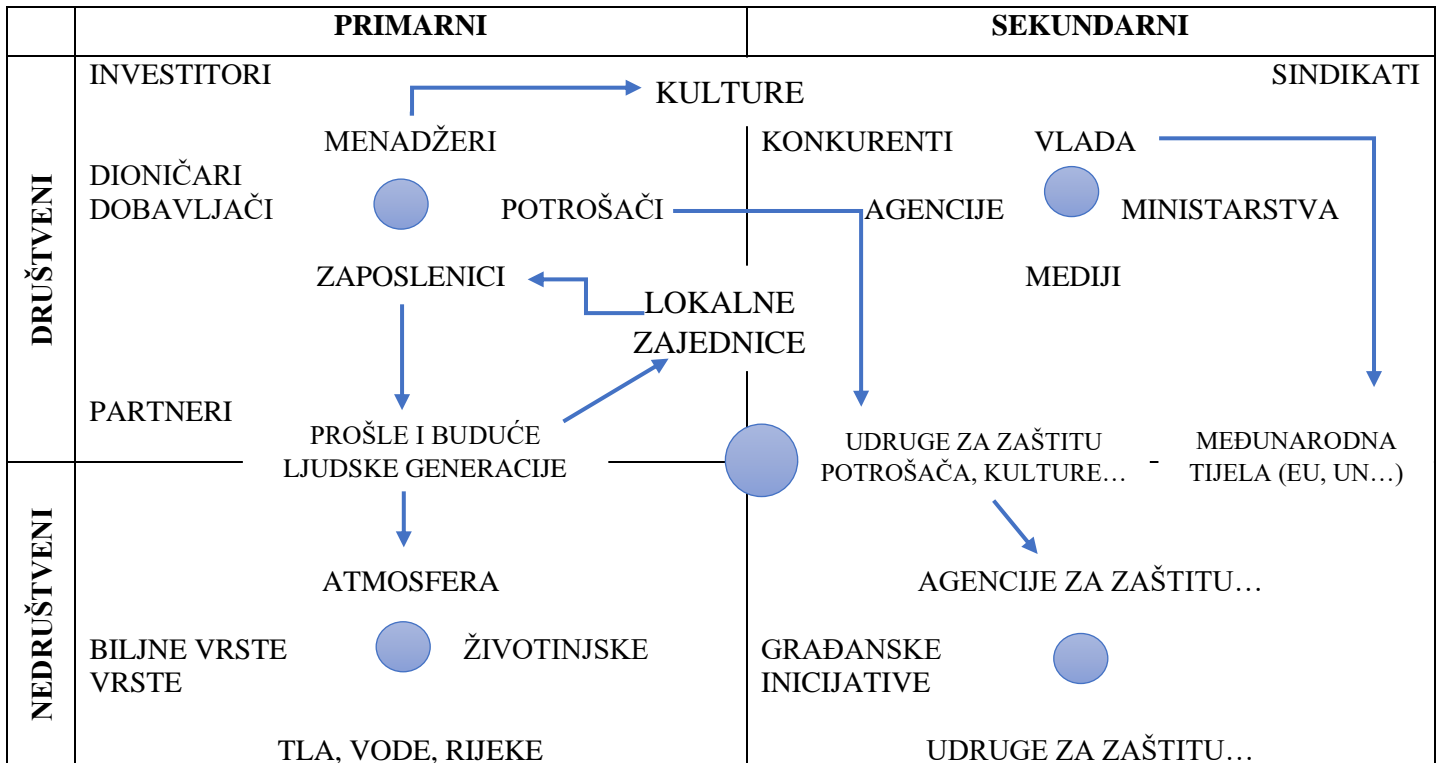 PRIMARNI
SEKUNDARNI
DRUŠTVENI
INVESTITORI
SINDIKATI
KULTURE
MENADŽERI
KONKURENTI
VLADA
DIONIČARI
DOBAVLJAČI
POTROŠAČI
AGENCIJE
MINISTARSTVA
ZAPOSLENICI
MEDIJI
LOKALNE
ZAJEDNICE
PARTNERI
PROŠLE I BUDUĆE
LJUDSKE GENERACIJE
UDRUGE ZA ZAŠTITU
POTROŠAČA, KULTURE…
-
MEĐUNARODNA
TIJELA (EU, UN…)
NEDRUŠTVENI
ATMOSFERA
AGENCIJE ZA ZAŠTITU…
BILJNE VRSTE
ŽIVOTINJSKE
VRSTE
GRAĐANSKE
INICIJATIVE
TLA, VODE, RIJEKE
UDRUGE ZA ZAŠTITU…